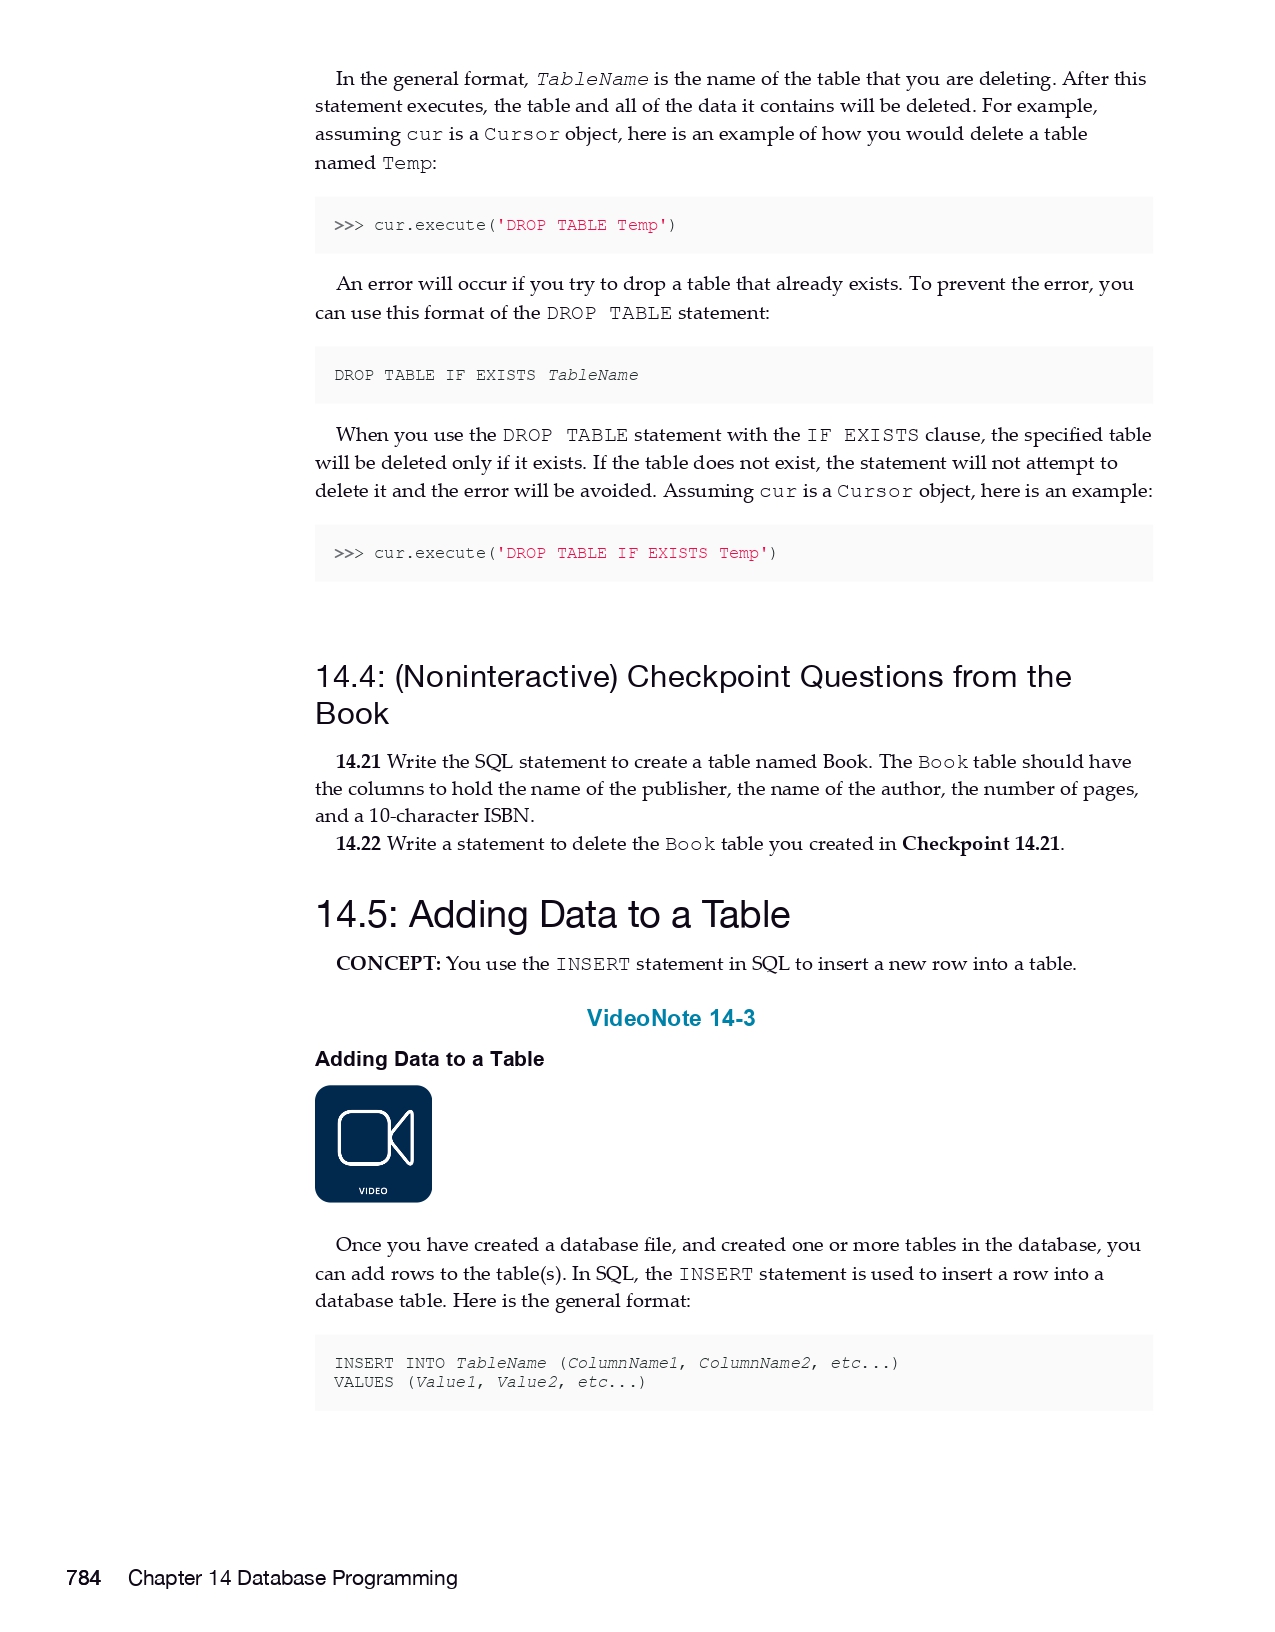 In the general format, TableName is the name of the table that you are deleting. After this
statement executes, the table and all of the data it contains will be deleted. For example,
assuming cur is a Cursor object, here is an example of how you would delete a table
named Temp:
>>> cur.execute('DROP TABLE Temp')
An error will occur if you try to drop a table that already exists. To prevent the error, you
can use this format of the DROP TABLE statement:
DROP TABLE IF EXISTS TableName
When you use the DROP TABLE statement with the IF EXISTS clause, the specified table
will be deleted only if it exists. If the table does not exist, the statement will not attempt to
delete it and the error will be avoided. Assuming cur is a Cursor object, here is an example:
>>> cur.execute('DROP TABLE IF EXISTS Temp')
14.4: (Noninteractive) Checkpoint Questions from the
Book
14.21 Write the SQL statement to create a table named Book. The Book table should have
the columns to hold the name of the publisher, the name of the author, the number of pages,
and a 10-character ISBN.
14.22 Write a statement to delete the Book table you created in Checkpoint 14.21.
14.5: Adding Data to a Table
CONCEPT: You use the INSERT statement in SQL to insert a new row into a table.
VideoNote 14-3
Adding Data to a Table
VIDEO
Once you have created a database file, and created one or more tables in the database, you
can add rows to the table(s). In SQL, the INSERT statement is used to insert a row into a
database table. Here is the general format:
INSERT INTO TableName (ColumnName1, ColumnName2, etc...)
VALUES (Value1, Value2, etc...)
784 Chapter 14 Database Programming